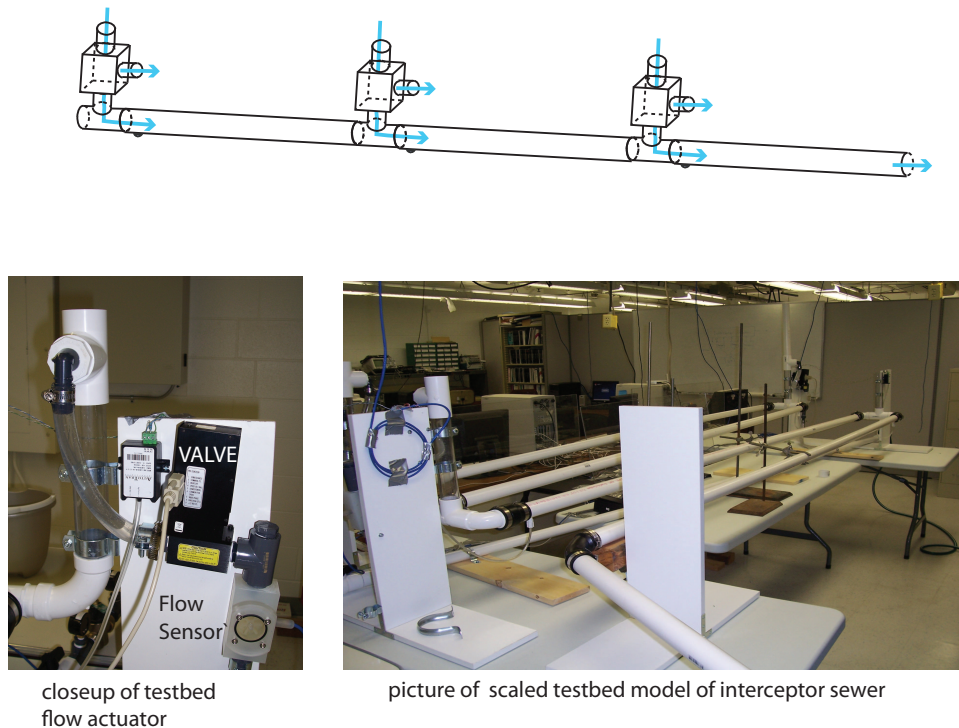 VALVE
Flow
Sensor
closeup of testbed
flow actuator
picture of scaled testbed model of interceptor sewer